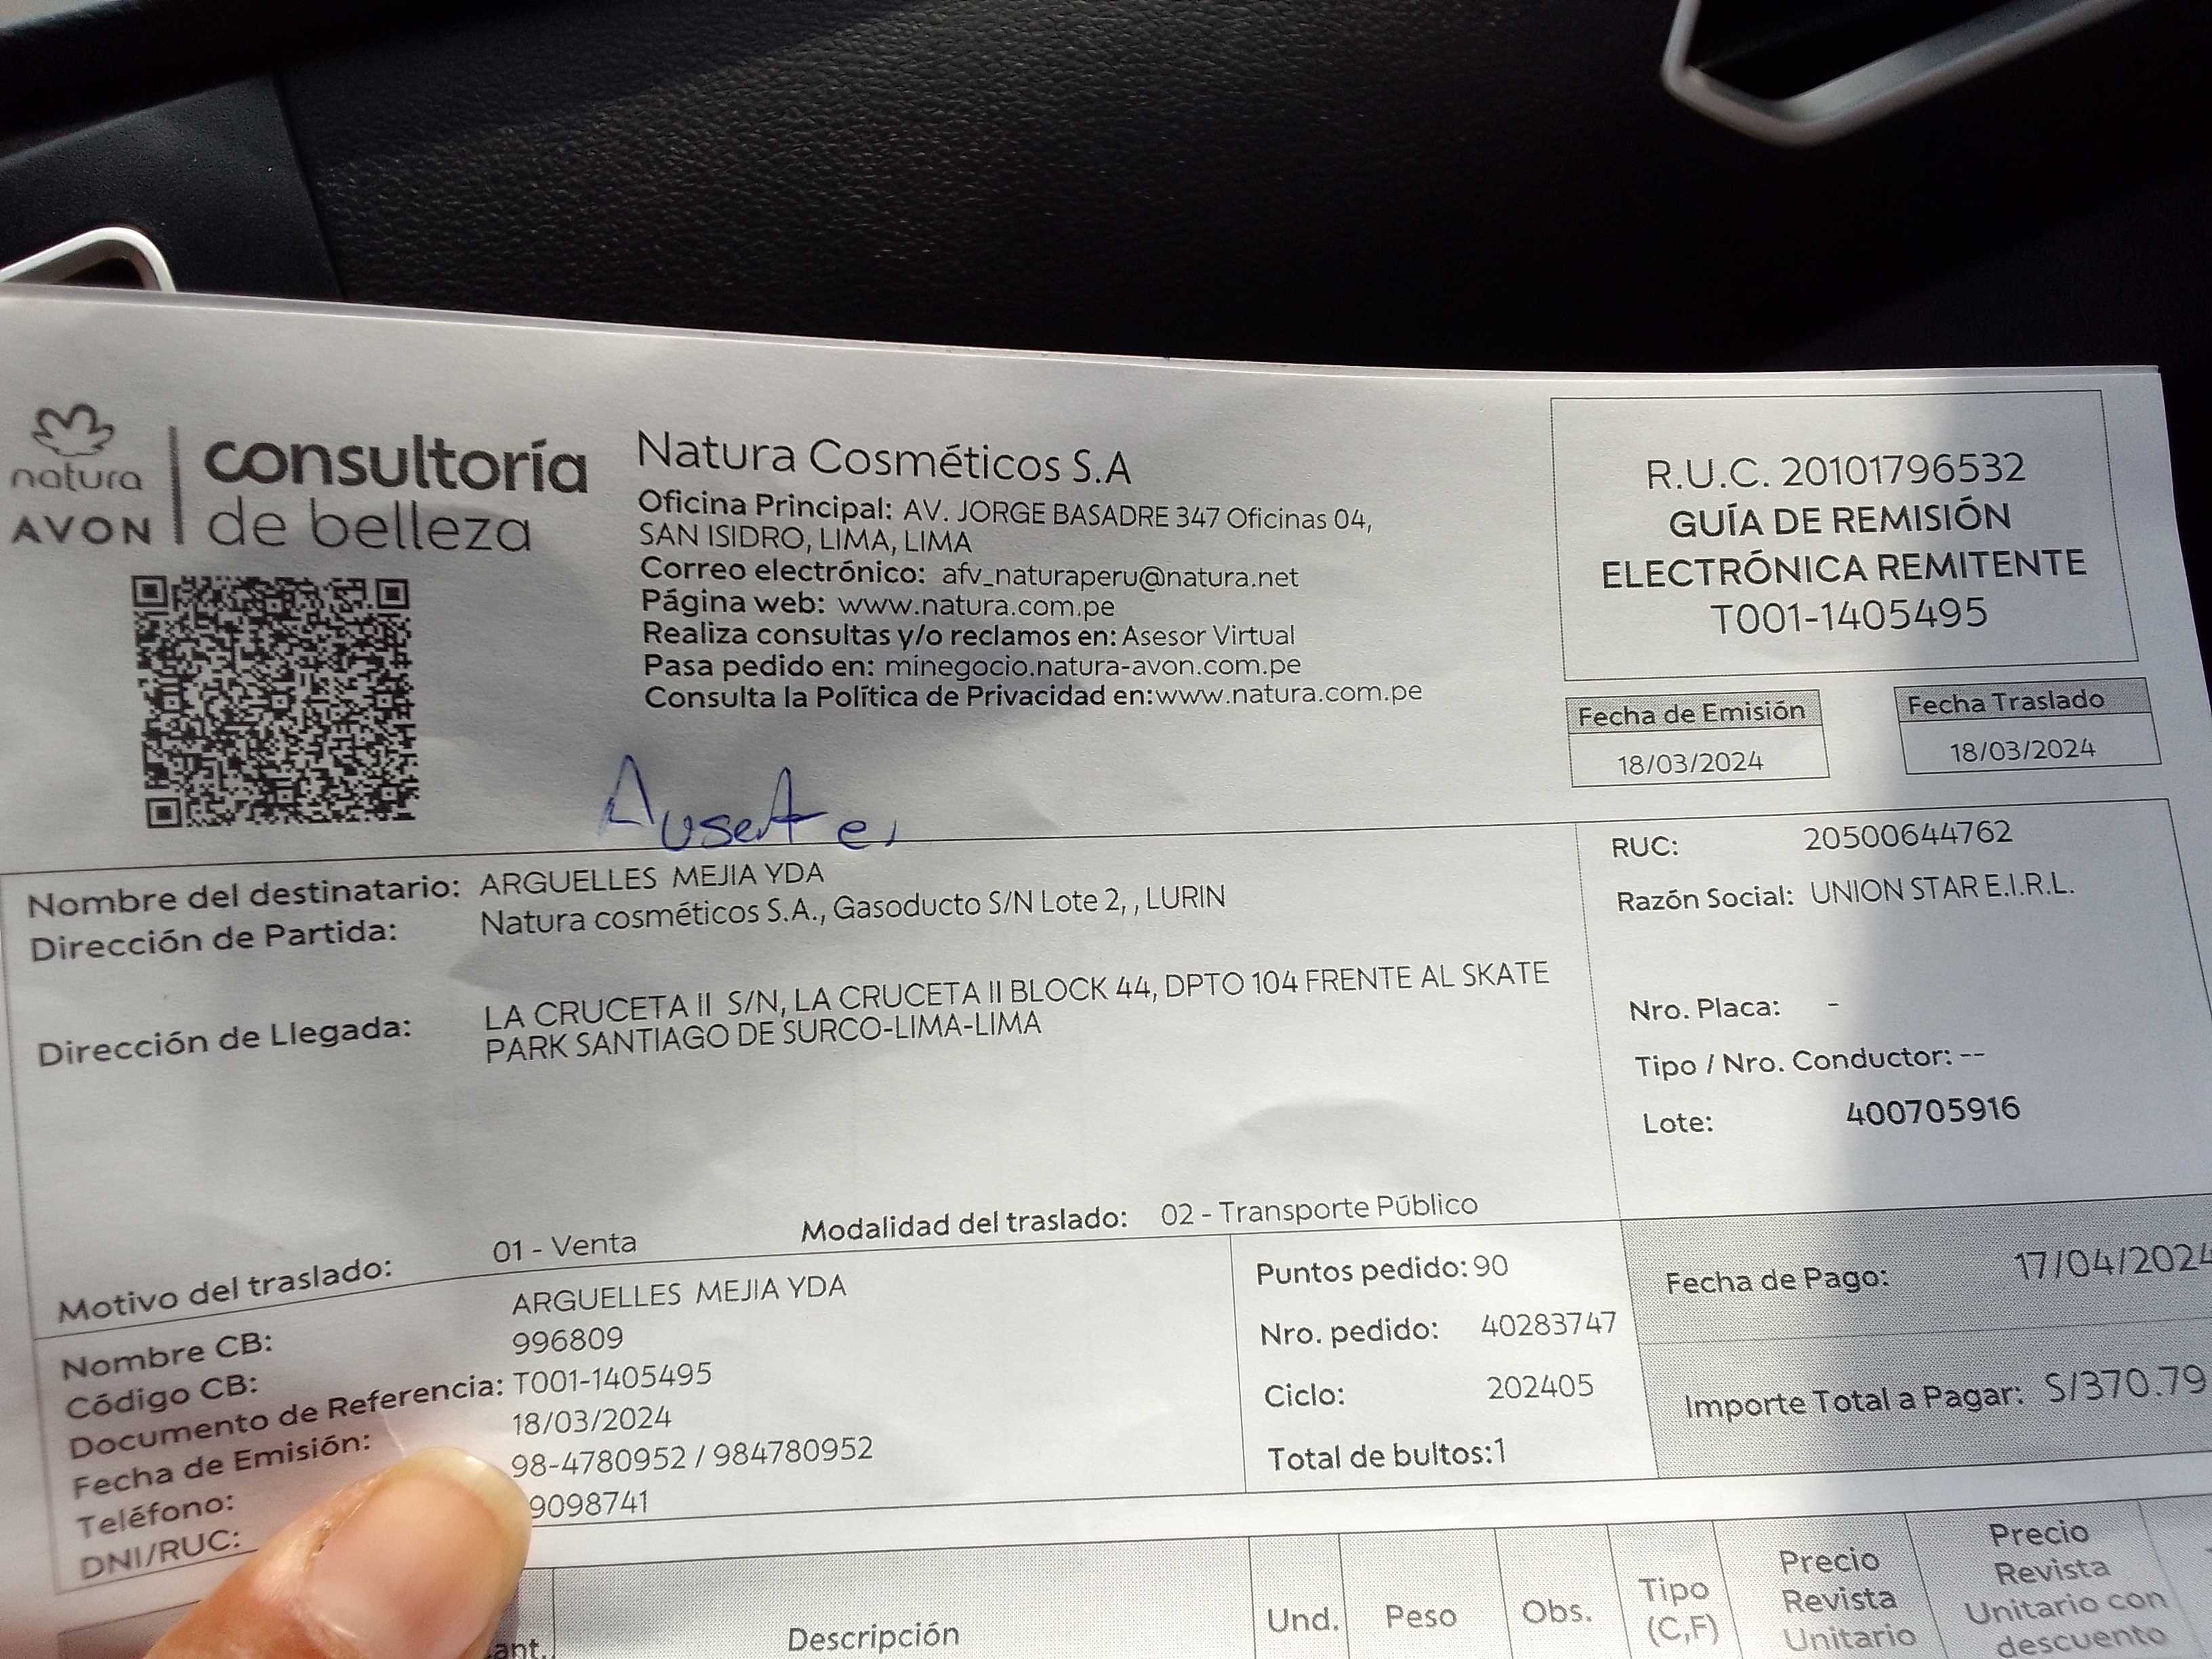 natura
AVON
consultoría
de belleza
Natura Cosméticos S.A
Oficina Principal: AV. JORGE BASADRE 347 Oficinas 04,
SAN ISIDRO, LIMA, LIMA
Correo electrónico: afv_naturaperu@natura.net
Página web: www.natura.com.pe
Realiza consultas y/o reclamos en: Asesor Virtual
Pasa pedido en: minegocio.natura-avon.com.pe
Consulta la Política de Privacidad en:www.natura.com.pe
R.U.C. 20101796532
GUÍA DE REMISIÓN
ELECTRÓNICA REMITENTE
T001-1405495
Fecha de Emisión
18/03/2024
Fecha Traslado
18/03/2024
Nombre del destinatario: ARGUELLES MEJIA YDA
Dirección de Partida: Natura cosméticos S.A., Gasoducto S/N Lote 2, , LURIN
Dirección de Llegada: LA CRUCETA II S/N, LA CRUCETA II BLOCK 44, DPTO 104 FRENTE AL SKATE
PARK SANTIAGO DE SURCO-LIMA-LIMA
Motivo del traslado: 01 - Venta
Modalidad del traslado: 02 - Transporte Público
RUC: 20500644762
Razón Social: UNION STAR E.I.R.L.
Nro. Placa: -
Tipo / Nro. Conductor: --
Lote: 400705916
Nombre CB: ARGUELLES MEJIA YDA
Código CB: 996809
Documento de Referencia: T001-1405495
Fecha de Emisión: 18/03/2024
Teléfono: 98-4780952 / 984780952
DNI/RUC: 9098741
Puntos pedido: 90
Nro. pedido: 40283747
Ciclo: 202405
Total de bultos:1
Fecha de Pago: 17/04/2024
Importe Total a Pagar: S/370.79
ant.
Descripción
Und.
Peso
Obs.
Tipo
(C,F)
Precio
Revista
Unitario
Precio
Revista
Unitario con
descuento